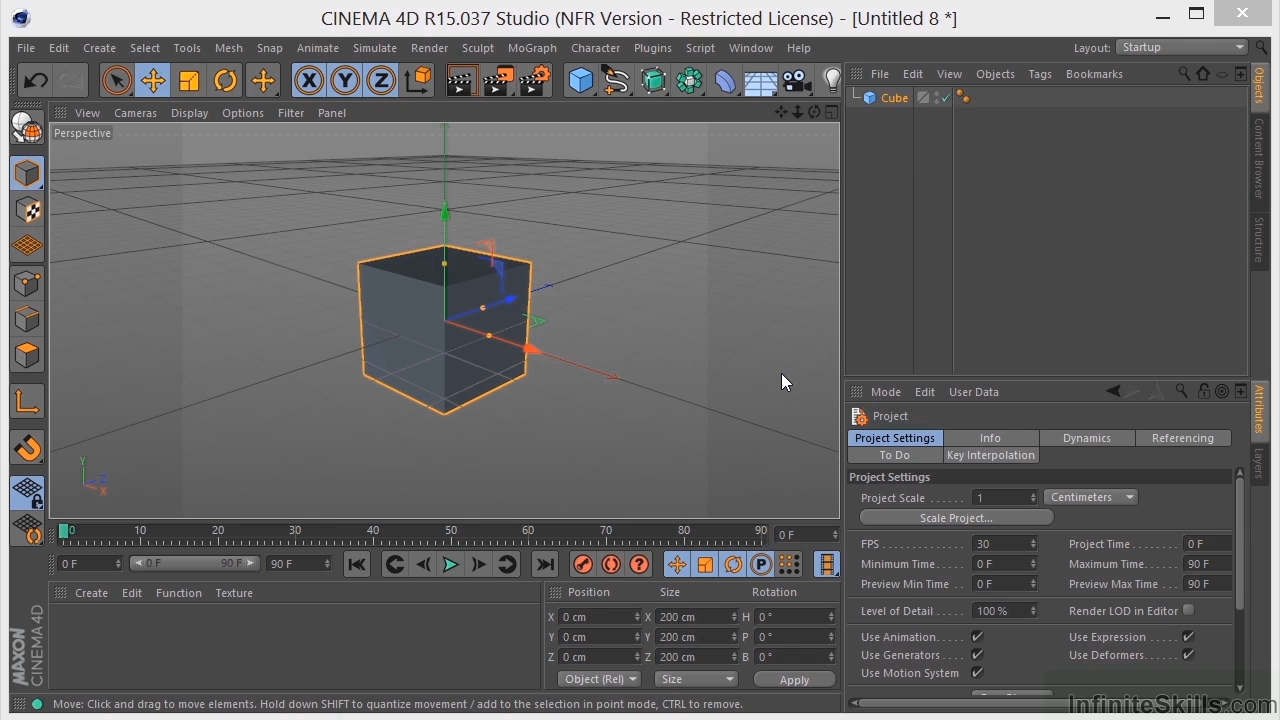 CINEMA 4D R15.037 Studio (NFR Version - Restricted License) - [Untitled 8 *]
File Edit Create Select Tools Mesh Snap Animate Simulate Render Sculpt MoGraph Character Plugins Script Window Help
Layout: Startup
X Y Z
File Edit View Objects Tags Bookmarks
Cube
Objects
Content Browser
Structure
View Cameras Display Options Filter Panel
Perspective
Y
Z
X
Mode Edit User Data
Attributes
Layers
Project
Project Settings Info Dynamics Referencing
To Do Key Interpolation
Project Settings
Project Scale ...... 1 Centimeters
Scale Project...
FPS 30 Project Time 0 F
Minimum Time 0 F Maximum Time 90 F
Preview Min Time 0 F Preview Max Time 90 F
Level of Detail 100 % Render LOD in Editor
Use Animation Use Expression
Use Generators Use Deformers
Use Motion System
0 10 20 30 40 50 60 70 80 90 0 F
0 F 0 F 90 F 90 F
P
Create Edit Function Texture
Position Size Rotation
X 0 cm X 200 cm H 0 °
Y 0 cm Y 200 cm P 0 °
Z 0 cm Z 200 cm B 0 °
Object (Rel) Size Apply
MAXON
CINEMA 4D
Move: Click and drag to move elements. Hold down SHIFT to quantize movement / add to the selection in point mode, CTRL to remove.
InfiniteSkills.com